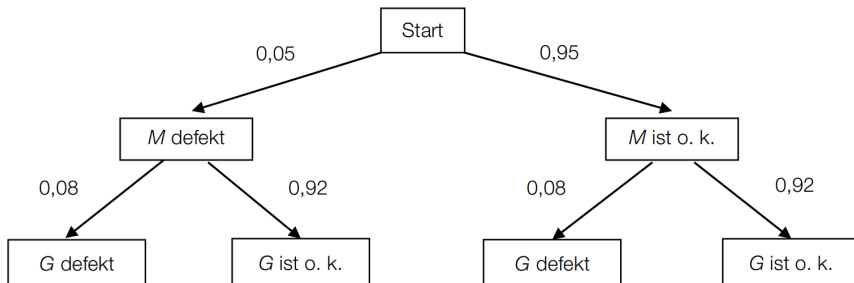 Start
0,05
0,95
M defekt
M ist o. k.
0,08
0,92
0,08
0,92
G defekt
G ist o. k.
G defekt
G ist o. k.